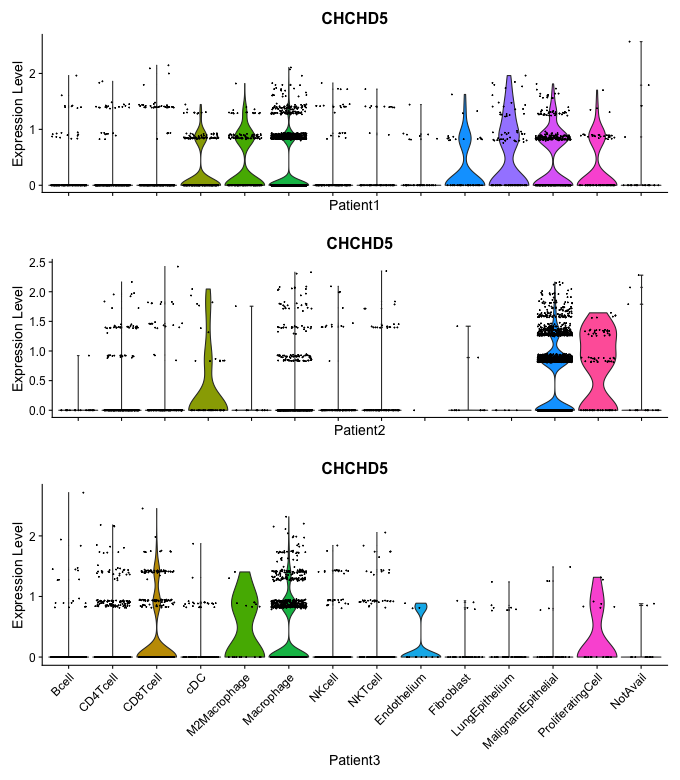 CHCHD5
Expression Level
2
1
0
Patient1
CHCHD5
Expression Level
2.5
2.0
1.5
1.0
0.5
0.0
Patient2
CHCHD5
Expression Level
2
1
0
Bcell
CD4Tcell
CD8Tcell
cDC
M2Macrophage
Macrophage
NKcell
NKTcell
Endothelium
Fibroblast
LungEpithelium
MalignantEpithelial
ProliferatingCell
NotAvail
Patient3